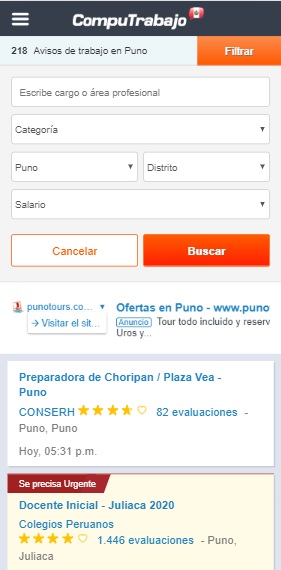 CompuTrabajo
218 Avisos de trabajo en Puno
Filtrar
Escribe cargo o área profesional
Categoría
Puno
Distrito
Salario
Cancelar
Buscar
punotours.co...
→ Visitar el sit...
Ofertas en Puno - www.puno
Anuncio Tour todo incluido y reserv
Uros y...
Preparadora de Choripan / Plaza Vea -
Puno
CONSERH 82 evaluaciones -
Puno, Puno
Hoy, 05:31 p.m.
Se precisa Urgente
Docente Inicial - Juliaca 2020
Colegios Peruanos
1.446 evaluaciones - Puno,
Juliaca